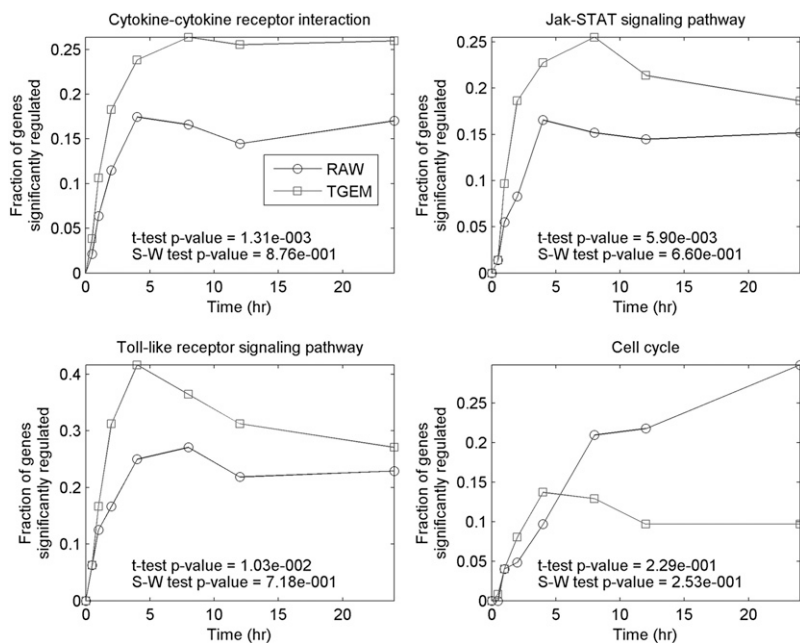 Cytokine-cytokine receptor interaction
0.25
0.2
0.15
0.1
0.05
0
Fraction of genes
significantly regulated
RAW
TGEM
t-test p-value = 1.31e-003
S-W test p-value = 8.76e-001
0 5 10 15 20
Time (hr)
Jak-STAT signaling pathway
0.25
0.2
0.15
0.1
0.05
0
Fraction of genes
significantly regulated
t-test p-value = 5.90e-003
S-W test p-value = 6.60e-001
0 5 10 15 20
Time (hr)
Toll-like receptor signaling pathway
0.4
0.3
0.2
0.1
0
Fraction of genes
significantly regulated
t-test p-value = 1.03e-002
S-W test p-value = 7.18e-001
0 5 10 15 20
Time (hr)
Cell cycle
0.25
0.2
0.15
0.1
0.05
0
Fraction of genes
significantly regulated
t-test p-value = 2.29e-001
S-W test p-value = 2.53e-001
0 5 10 15 20
Time (hr)